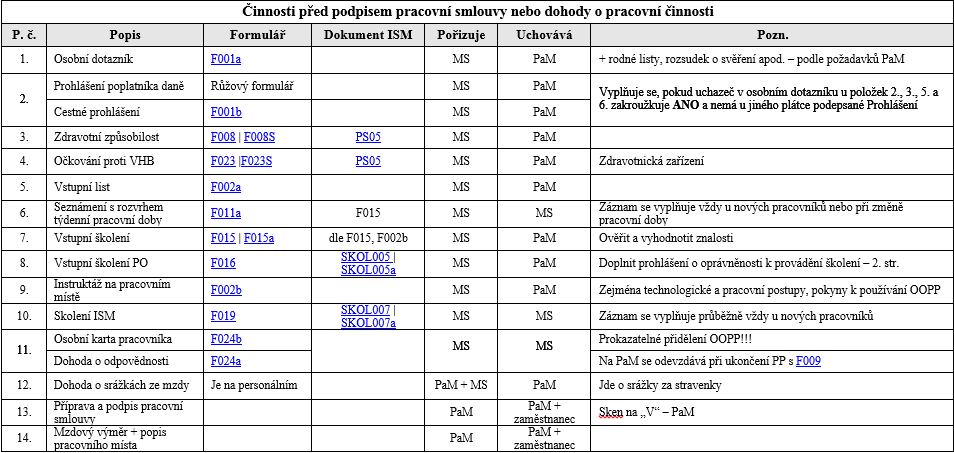 Činnosti před podpisem pracovní smlouvy nebo dohody o pracovní činnosti
P. č. Popis Formulář Dokument ISM Pořizuje Uchovává Pozn.
1. Osobní dotazník F001a MS PaM + rodné listy, rozsudek o svěření apod. – podle požadavků PaM
2. Prohlášení poplatníka daně Růžový formulář MS PaM
Vyplňuje se, pokud uchazeč v osobním dotazníku u položek 2., 3., 5. a
6. zakroužkuje ANO a nemá u jiného plátce podepsané Prohlášení
Cestné prohlášení F001b MS PaM
3. Zdravotní způsobilost F008 | F008S PS05 MS PaM
4. Očkování proti VHB F023 |F023S PS05 MS PaM Zdravotnická zařízení
5. Vstupní list F002a MS PaM
6. Seznámení s rozvrhem
týdenní pracovní doby F011a F015 MS MS Záznam se vyplňuje vždy u nových pracovníků nebo při změně
pracovní doby
7. Vstupní školení F015 | F015a dle F015, F002b MS PaM Ověřit a vyhodnotit znalosti
8. Vstupní školení PO F016 SKOL005 |
SKOL005a MS PaM Doplnit prohlášení o oprávněnosti k provádění školení – 2. str.
9. Instruktáž na pracovním
místě F002b MS PaM Zejména technologické a pracovní postupy, pokyny k používání OOPP
10. Skolení ISM F019 SKOL007 |
SKOL007a MS MS Záznam se vyplňuje průběžně vždy u nových pracovníků
11. Osobní karta pracovníka F024b MS MS Prokazatelné přidělení OOPP!!!
Dohoda o odpovědnosti F024a Na PaM se odevzdává při ukončení PP s F009
12. Dohoda o srážkách ze mzdy Je na personálním PaM + MS PaM Jde o srážky za stravenky
13. Příprava a podpis pracovní
smlouvy PaM PaM +
zaměstnanec Sken na „V“ – PaM
14. Mzdový výměr + popis
pracovního místa PaM PaM +
zaměstnanec